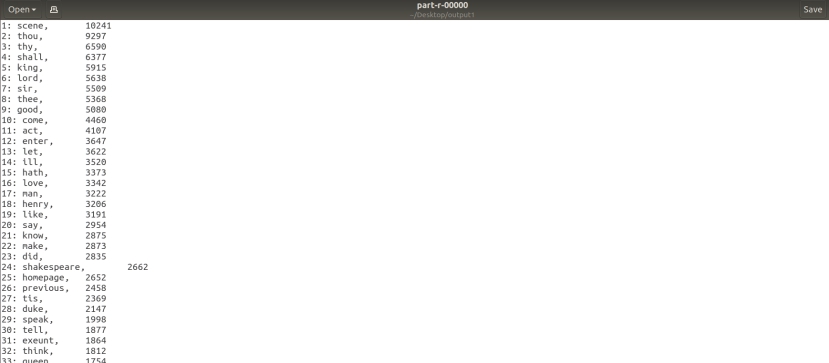 Open
part-r-00000
~/Desktop/output1
Save
1: scene, 10241
2: thou, 9297
3: thy, 6590
4: shall, 6377
5: king, 5915
6: lord, 5638
7: sir, 5509
8: thee, 5368
9: good, 5080
10: come, 4460
11: act, 4107
12: enter, 3647
13: let, 3622
14: ill, 3520
15: hath, 3373
16: love, 3342
17: man, 3222
18: henry, 3206
19: like, 3191
20: say, 2954
21: know, 2875
22: make, 2873
23: did, 2835
24: shakespeare, 2662
25: homepage, 2652
26: previous, 2458
27: tis, 2369
28: duke, 2147
29: speak, 1998
30: tell, 1877
31: exeunt, 1864
32: think, 1812
33: queen 1754